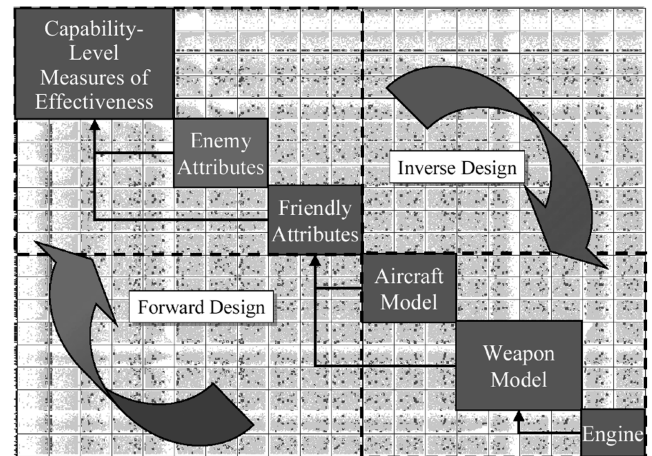 Capability-
Level
Measures of
Effectiveness
Enemy
Attributes
Inverse Design
Friendly
Attributes
Aircraft
Model
Forward Design
Weapon
Model
Engine